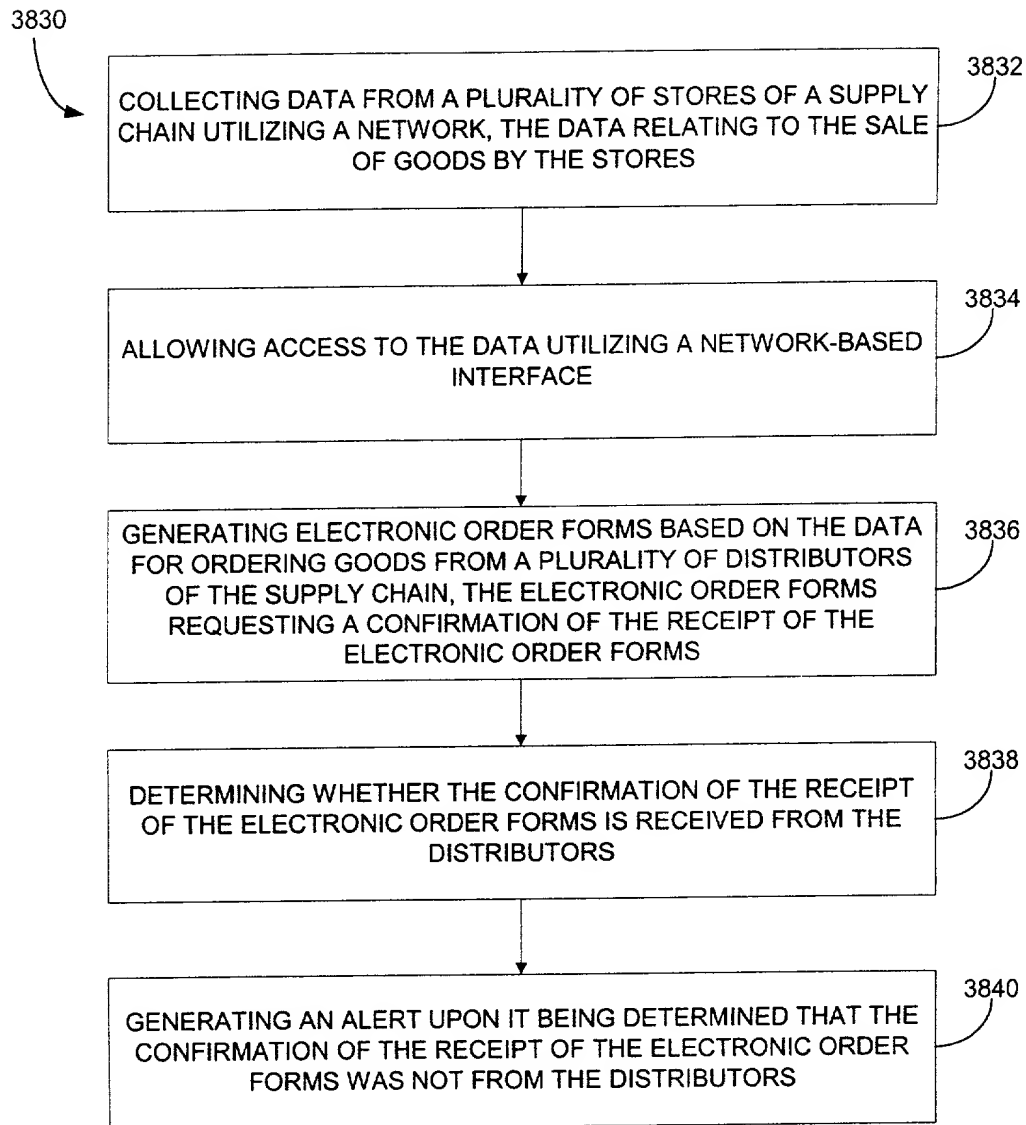 3830
3832
COLLECTING DATA FROM A PLURALITY OF STORES OF A SUPPLY
CHAIN UTILIZING A NETWORK, THE DATA RELATING TO THE SALE
OF GOODS BY THE STORES
3834
ALLOWING ACCESS TO THE DATA UTILIZING A NETWORK-BASED
INTERFACE
3836
GENERATING ELECTRONIC ORDER FORMS BASED ON THE DATA
FOR ORDERING GOODS FROM A PLURALITY OF DISTRIBUTORS
OF THE SUPPLY CHAIN, THE ELECTRONIC ORDER FORMS
REQUESTING A CONFIRMATION OF THE RECEIPT OF THE
ELECTRONIC ORDER FORMS
3838
DETERMINING WHETHER THE CONFIRMATION OF THE RECEIPT
OF THE ELECTRONIC ORDER FORMS IS RECEIVED FROM THE
DISTRIBUTORS
3840
GENERATING AN ALERT UPON IT BEING DETERMINED THAT THE
CONFIRMATION OF THE RECEIPT OF THE ELECTRONIC ORDER
FORMS WAS NOT FROM THE DISTRIBUTORS